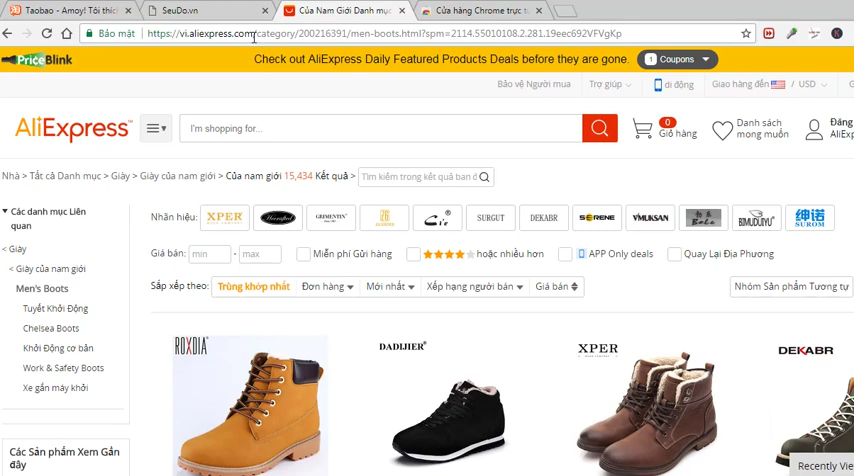 Taobao - Amoy! Tôi thích
SeuDo.vn
Của Nam Giới Danh mục
Cửa hàng Chrome trực t
Bảo mật
https://vi.aliexpress.com/category/200216391/men-boots.html?spm=2114.55010108.2.281.19eec692VFVgKp
PriceBlink
Check out AliExpress Daily Featured Products Deals before they are gone.
1 Coupons
Bảo vệ Người mua
Trợ giúp
di động
Giao hàng đến / USD
AliExpress
I'm shopping for...
0
Giỏ hàng
Danh sách
mong muốn
Đăng
AliExp
Nhà > Tất cả Danh mục > Giày > Giày của nam giới > Của nam giới 15,434 Kết quả >
Tìm kiếm trong kết quả ban đ
Các danh mục Liên
quan
< Giày
< Giày của nam giới
Men's Boots
Tuyết Khởi Động
Chelsea Boots
Khởi Động cơ bản
Work & Safety Boots
Xe gắn máy khởi
Các Sản phẩm Xem Gần
đây
Nhãn hiệu:
XPER
GRIMENTIN
SURGUT
DEKABR
SERENE
VIMUKSAN
BIMUDUIYU
绅诺
SUROM
Giá bán:
min - max
Miễn phí Gửi hàng
hoặc nhiều hơn
APP Only deals
Quay Lại Địa Phương
Sắp xếp theo:
Trùng khớp nhất
Đơn hàng
Mới nhất
Xếp hạng người bán
Giá bán
Nhóm Sản phẩm Tương tự
ROXDIA
DADIJIER
XPER
DEKABR
Recently Vie